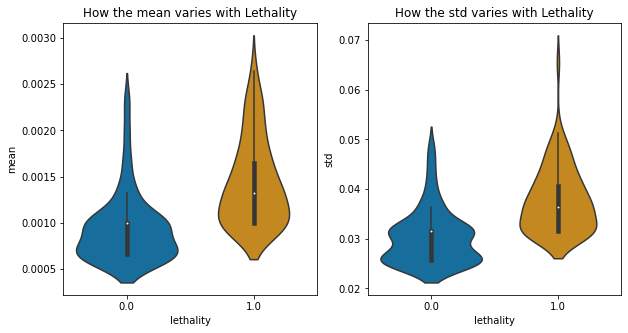 How the mean varies with Lethality
0.0030
0.0025
0.0020
0.0015
0.0010
0.0005
mean
0.0
1.0
lethality
How the std varies with Lethality
0.07
0.06
0.05
0.04
0.03
0.02
std
0.0
1.0
lethality